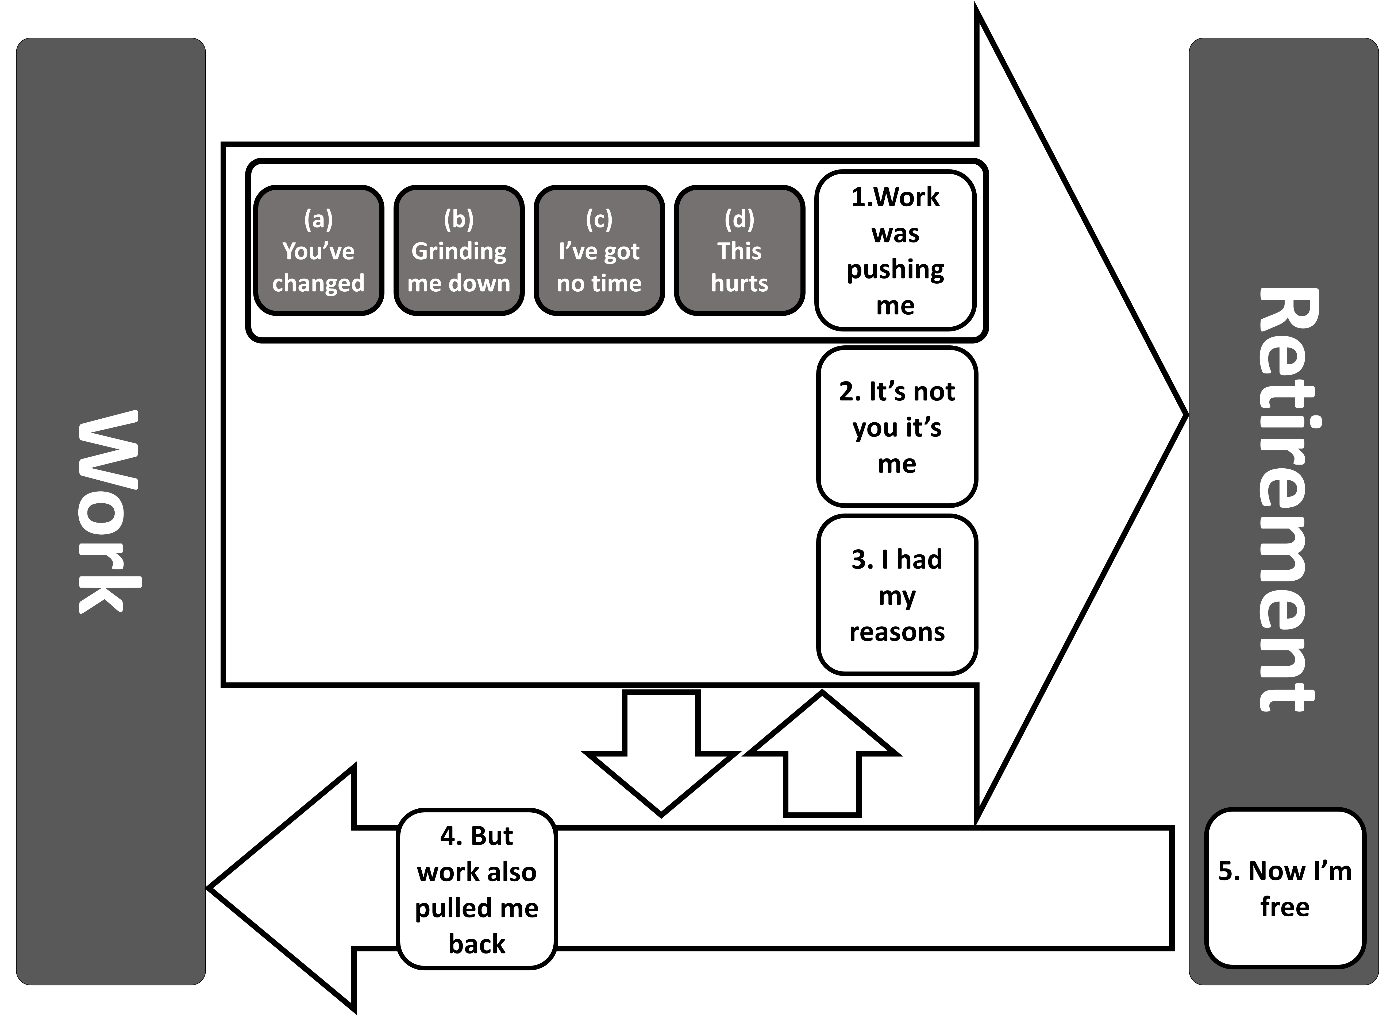 Work
(a)
You’ve
changed
(b)
Grinding
me down
(c)
I’ve got
no time
(d)
This
hurts
1.Work
was
pushing
me
2. It’s not
you it’s
me
3. I had
my
reasons
4. But
work also
pulled me
back
Retirement
5. Now I’m
free